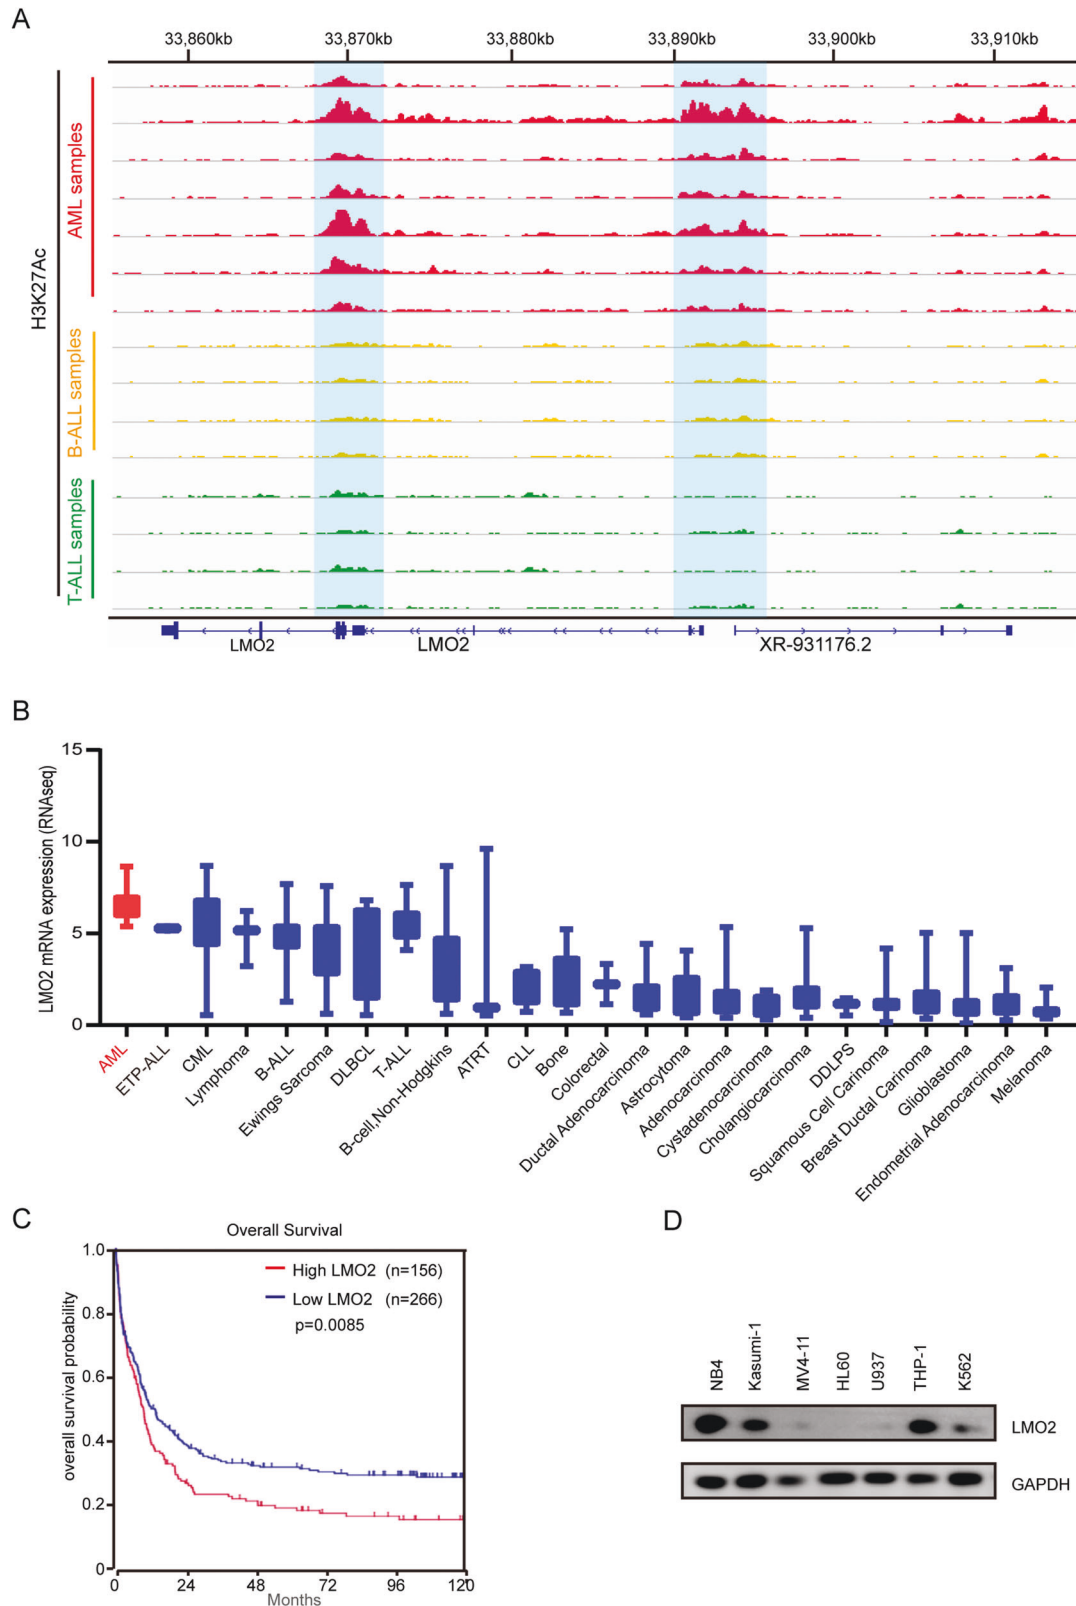 A
33,860kb 33,870kb 33,880kb 33,890kb 33,900kb 33,910kb
H3K27Ac
AML samples
B-ALL samples
T-ALL samples
LMO2 LMO2 XR-931176.2
B
LMO2 mRNA expression (RNAseq)
15
10
5
0
AML
ETP-ALL
CML
Lymphoma
B-ALL
Ewings Sarcoma
DLBCL
T-ALL
B-cell,Non-Hodgkins
ATRT
CLL
Bone
Colorectal
Ductal Adenocarcinoma
Astrocytoma
Adenocarcinoma
Cystadenocarcinoma
Cholangiocarcinoma
DDLPS
Squamous Cell Carinoma
Breast Ductal Carinoma
Glioblastoma
Endometrial Adenocarcinoma
Melanoma
C
Overall Survival
overall survival probability
1.0
0.8
0.6
0.4
0.2
0
High LMO2 (n=156)
Low LMO2 (n=266)
p=0.0085
0 24 48 72 96 120
Months
D
NB4
Kasumi-1
MV4-11
HL60
U937
THP-1
K562
LMO2
GAPDH